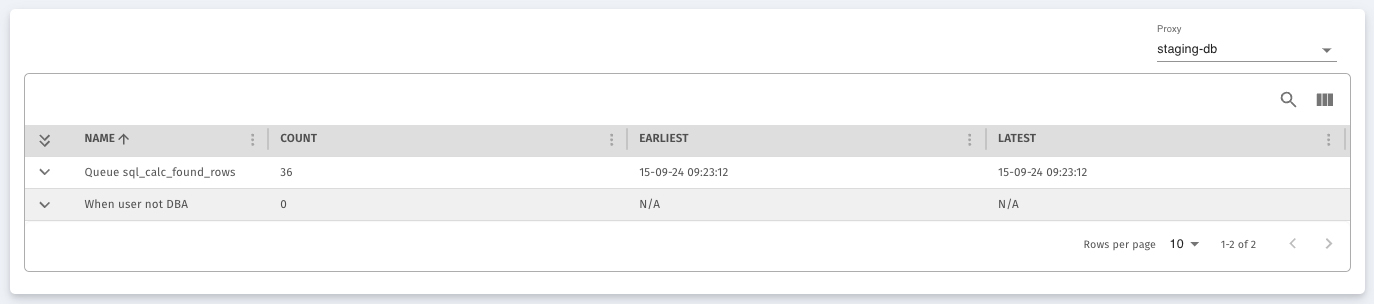 Proxy
staging-db
NAME COUNT EARLIEST LATEST
Queue sql_calc_found_rows 36 15-09-24 09:23:12 15-09-24 09:23:12
When user not DBA 0 N/A N/A
Rows per page 10 1-2 of 2